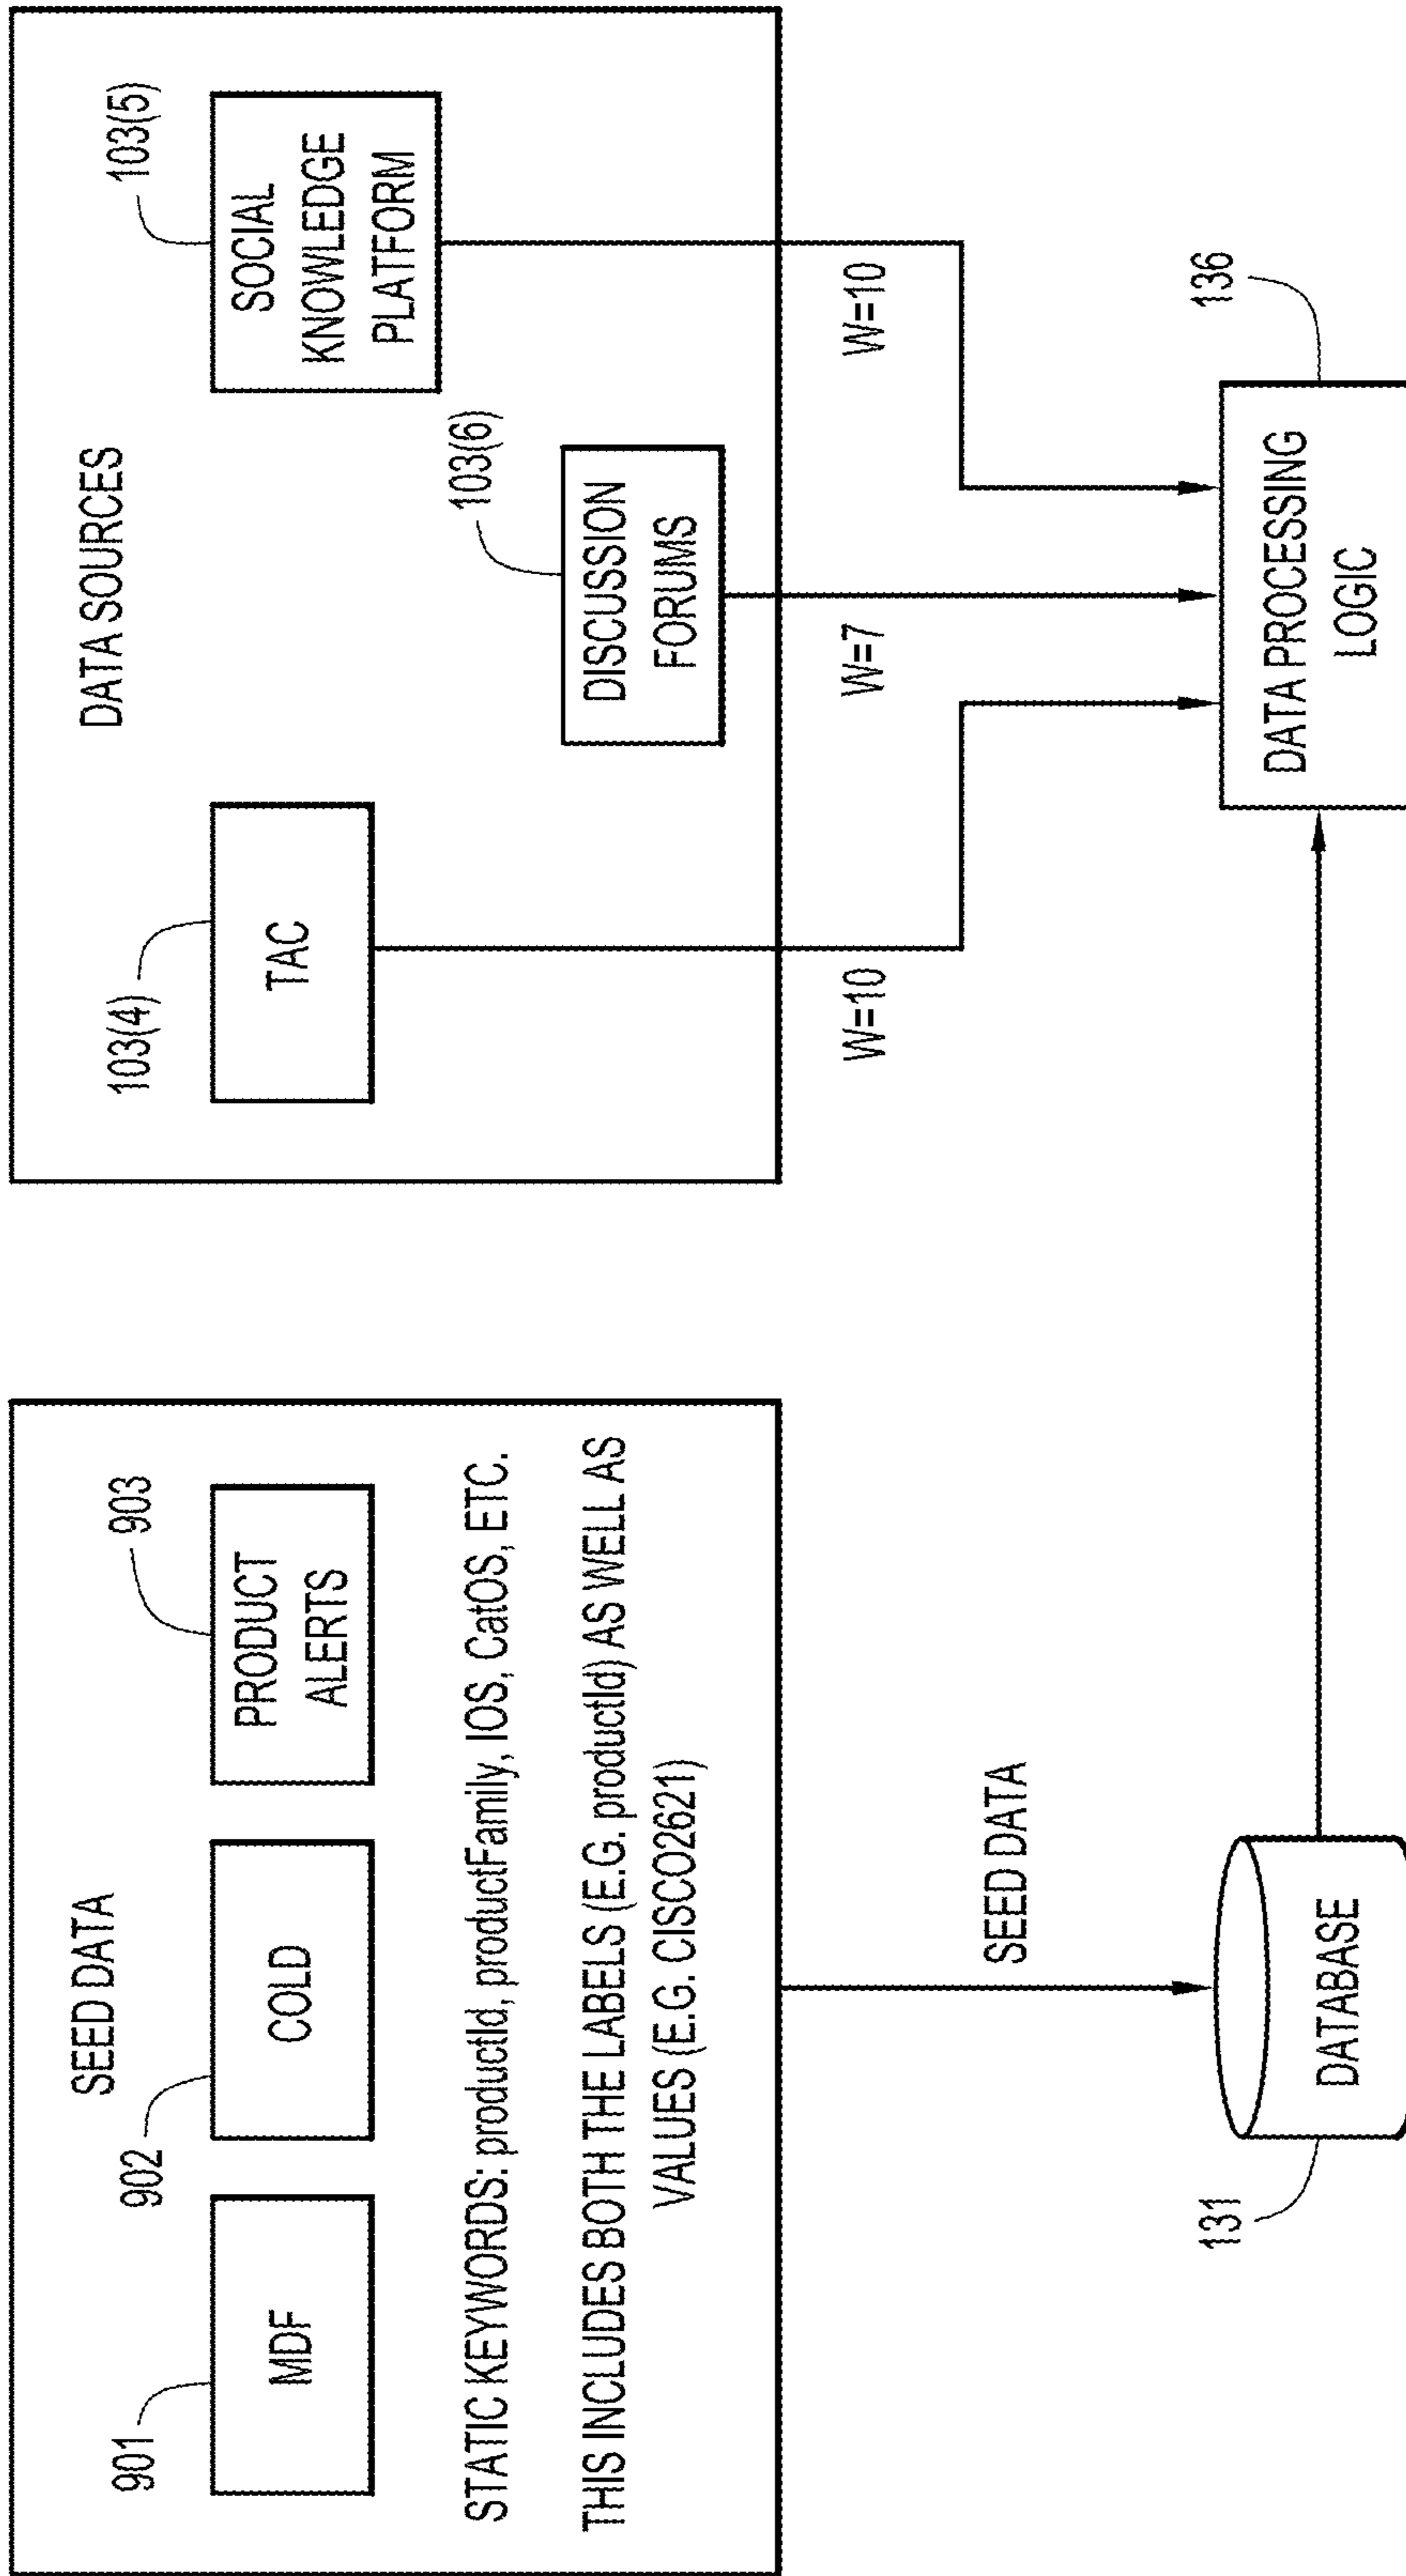 SEED DATA
901
MDF
902
COLD
903
PRODUCT
ALERTS
STATIC KEYWORDS: productId, productFamily, IOS, CatOS, ETC.
THIS INCLUDES BOTH THE LABELS (E.G. productId) AS WELL AS
VALUES (E.G. CISCO2621)
SEED DATA
131
DATABASE
DATA SOURCES
103(4)
TAC
103(6)
DISCUSSION
FORUMS
103(5)
SOCIAL
KNOWLEDGE
PLATFORM
W=10
W=7
W=10
136
DATA PROCESSING
LOGIC